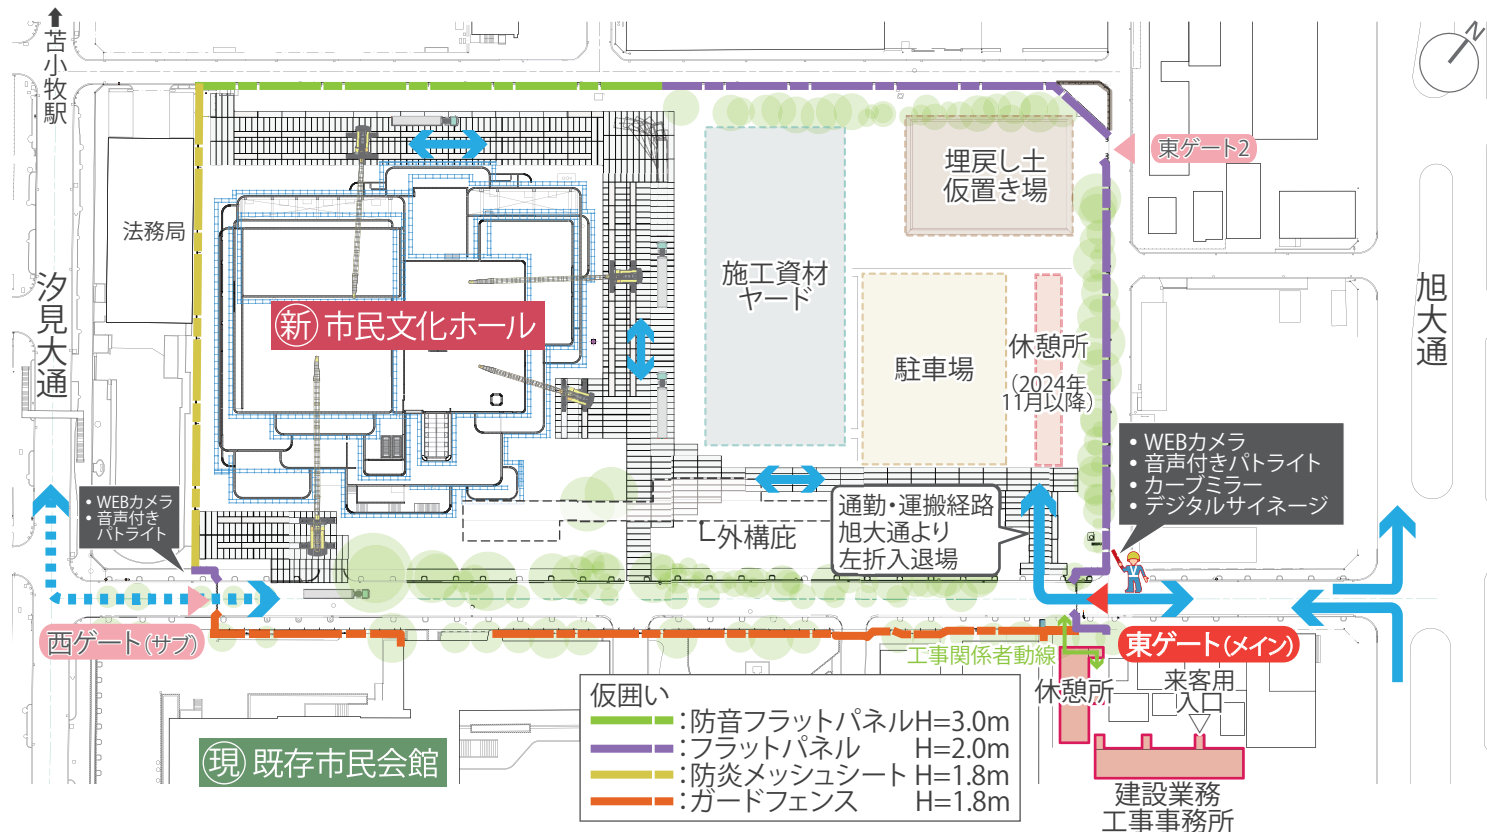 苫小牧駅
N
東ゲート2
埋戻し土
仮置き場
法務局
汐見大通
施工資材
ヤード
旭大通
新 市民文化ホール
休憩所
(2024年
11月以降)
駐車場
• WEBカメラ
• 音声付きパトライト
• カーブミラー
• デジタルサイネージ
• WEBカメラ
• 音声付き
パトライト
通勤・運搬経路
旭大通より
左折入退場
外構庇
西ゲート(サブ)
東ゲート(メイン)
工事関係者動線
休憩所
来客用
入口
仮囲い
:防音フラットパネルH=3.0m
:フラットパネル H=2.0m
:防炎メッシュシート H=1.8m
:ガードフェンス H=1.8m
現 既存市民会館
建設業務
工事事務所